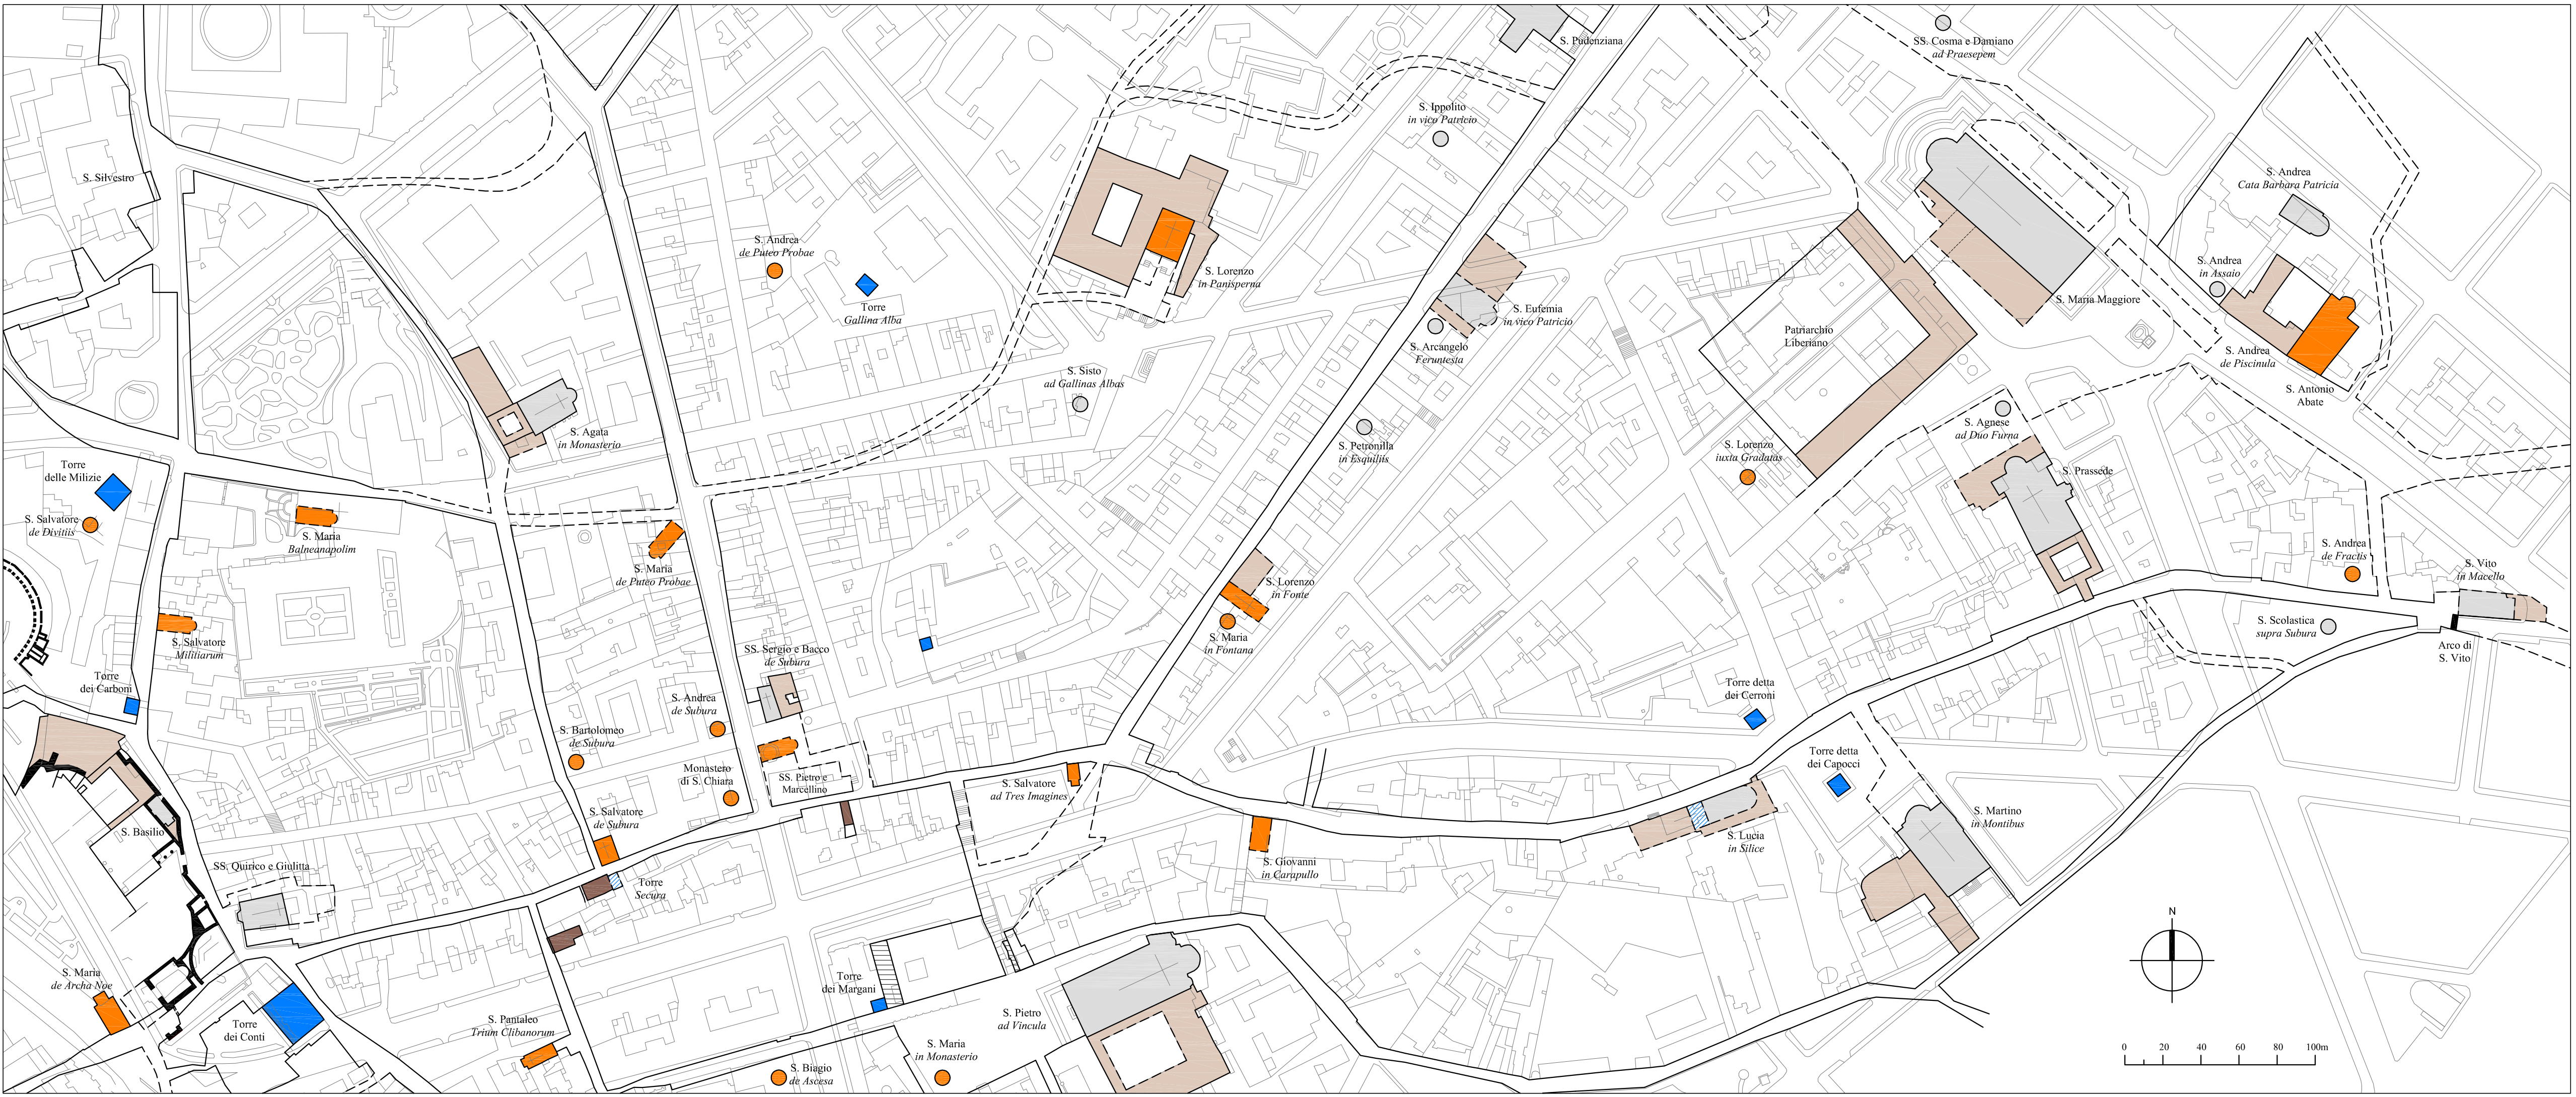 S. Pudenziana
SS. Cosma e Damiano
ad Praesepem
S. Ippolito
in vico Patricio
S. Silvestro
S. Andrea
Cata Barbara Patricia
S. Andrea
de Puteo Probae
S. Lorenzo
in Panisperna
S. Andrea
in Assaio
S. Maria Maggiore
Torre
Gallina Alba
S. Eufemia
in vico Patricio
Patriarchio
Liberiano
S. Arcangelo
Feruntesta
S. Andrea
de Piscinula
S. Sisto
ad Gallinas Albas
S. Antonio
Abate
S. Agata
in Monasterio
S. Petronilla
in Esquiliis
S. Lorenzo
iuxta Gradatas
S. Agnese
ad Duo Furna
S. Prassede
Torre
delle Milizie
S. Salvatore
de Divitiis
S. Maria
Balneanapolim
S. Maria
de Puteo Probae
S. Lorenzo
in Fonte
S. Andrea
de Fractis
S. Vito
in Macello
S. Salvatore
Mililiarum
S. Maria
in Fontana
S. Scolastica
supra Subura
Arco di
S. Vito
SS. Sergio e Bacco
de Subura
Torre
dei Carboni
S. Andrea
de Subura
Torre detta
dei Cerroni
S. Bartolomeo
de Subura
Monastero
di S. Chiara
SS. Pietro e
Marcellino
S. Salvatore
ad Tres Imagines
Torre detta
dei Capocci
S. Basilio
S. Salvatore
de Subura
S. Lucia
in Silice
S. Martino
in Montibus
SS. Quirico e Giulitta
S. Giovanni
in Carapullo
Torre
Secura
S. Maria
de Archa Noe
Torre
dei Margani
Torre
dei Conti
S. Pantaleo
Trium Clibanorum
S. Pietro
ad Vincula
S. Maria
in Monasterio
S. Biagio
de Ascesa
N
0 20 40 60 80 100m